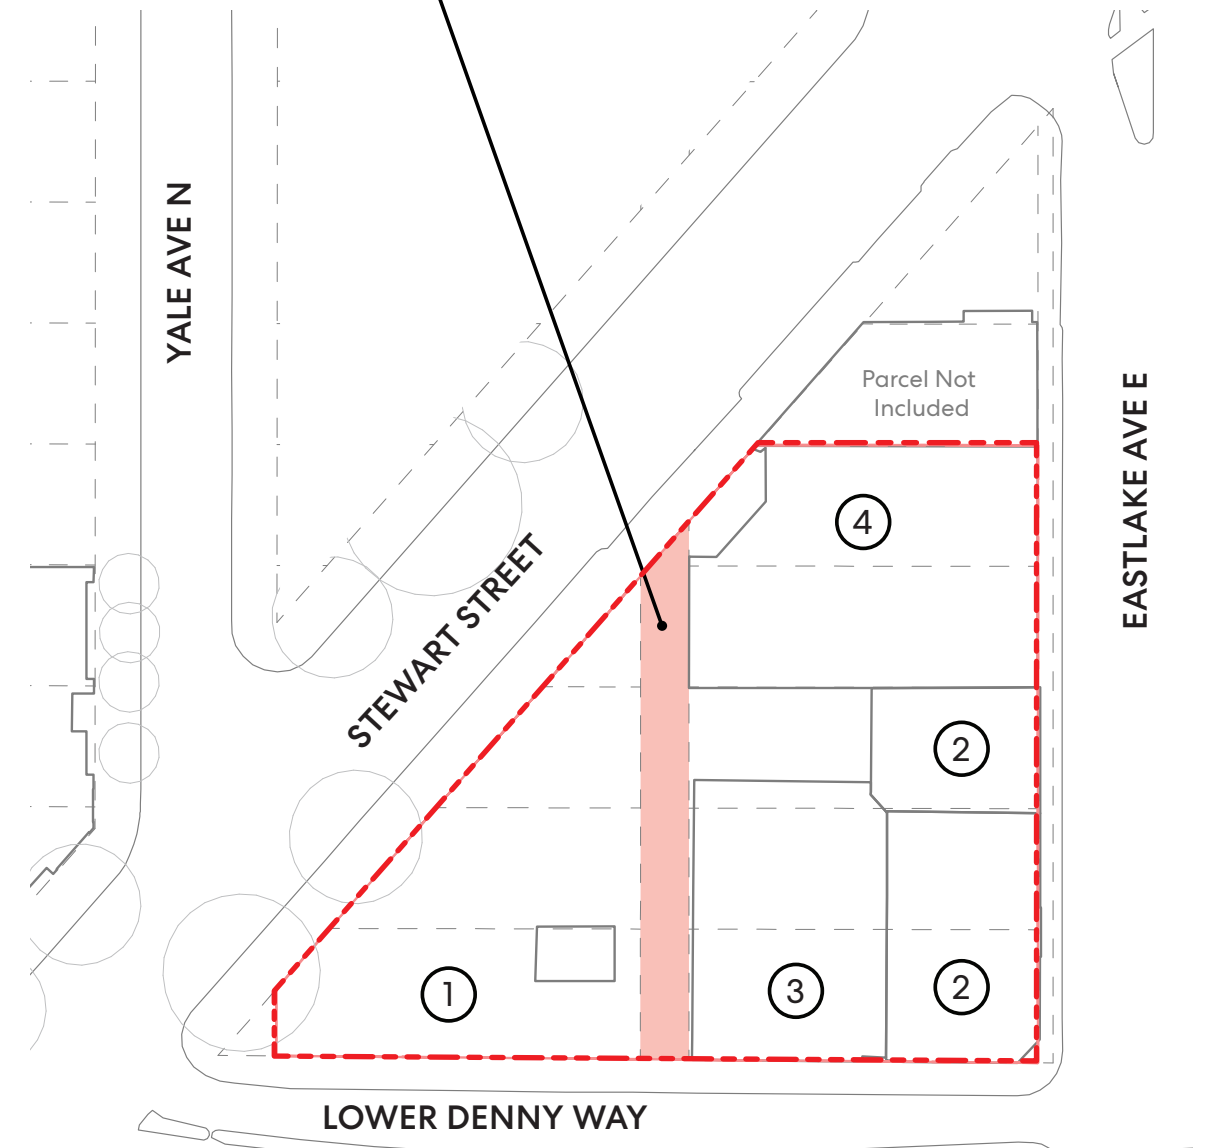 YALE AVE N
Parcel Not
Included
EASTLAKE AVE E
4
STEWART STREET
2
1
3
2
LOWER DENNY WAY